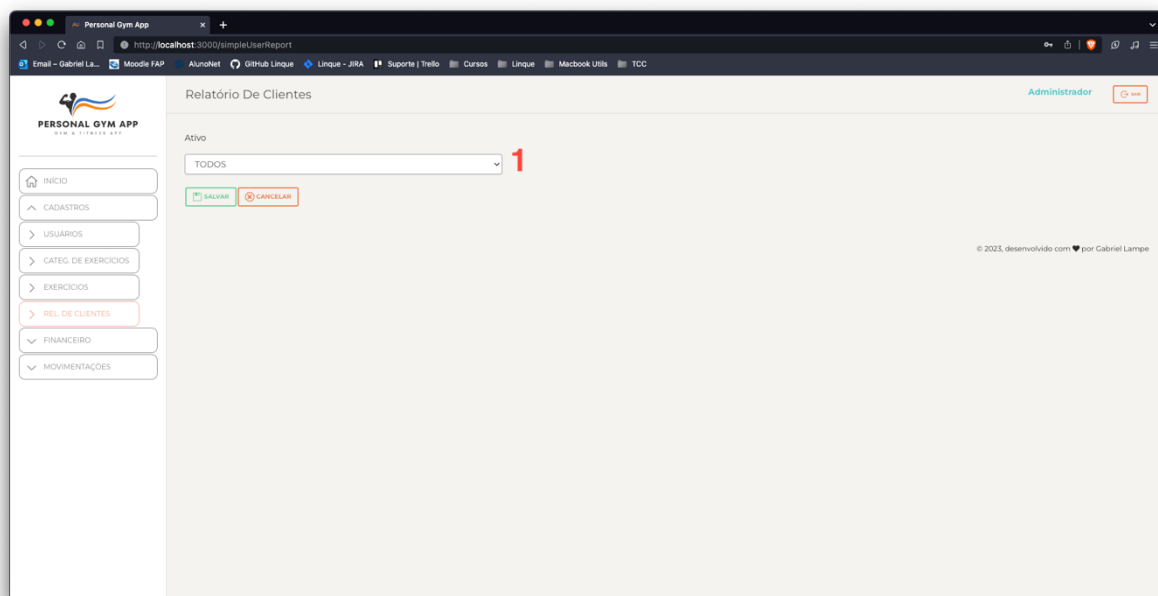 Personal Gym App
http://localhost:3000/simpleUserReport
Email – Gabriel La... Moodle FAP AlunoNet GitHub Linque Linque - JIRA Suporte | Trello Cursos Linque Macbook Utils TCC
PERSONAL GYM APP
GYM & FITNESS APP
Relatório De Clientes
Administrador
SAIR
Ativo
TODOS
1
SALVAR CANCELAR
INÍCIO
CADASTROS
USUÁRIOS
CATEG. DE EXERCÍCIOS
EXERCÍCIOS
REL. DE CLIENTES
FINANCEIRO
MOVIMENTAÇÕES
© 2023, desenvolvido com ♥ por Gabriel Lampe